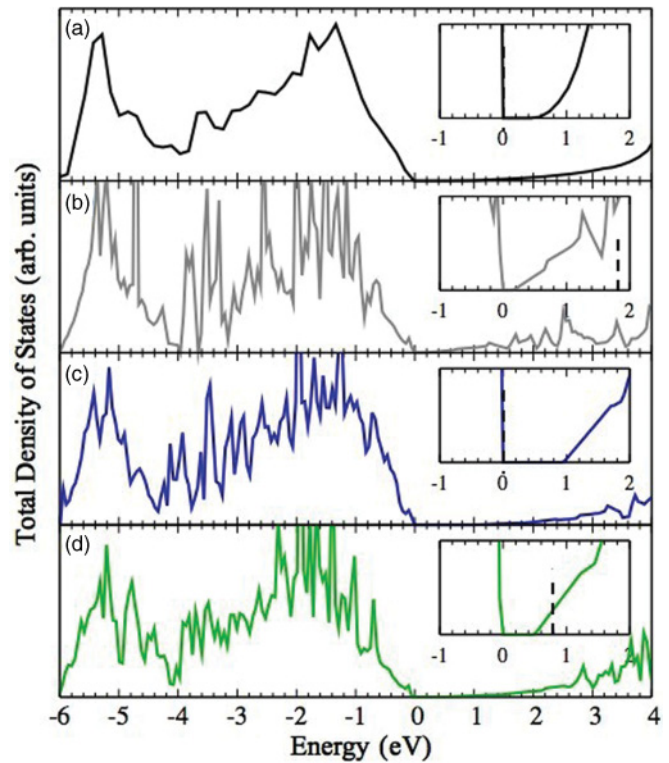 (a)
-1 0 1 2
(b)
-1 0 1 2
(c)
-1 0 1 2
(d)
-1 0 1 2
Total Density of States (arb. units)
-6 -5 -4 -3 -2 -1 0 1 2 3 4
Energy (eV)